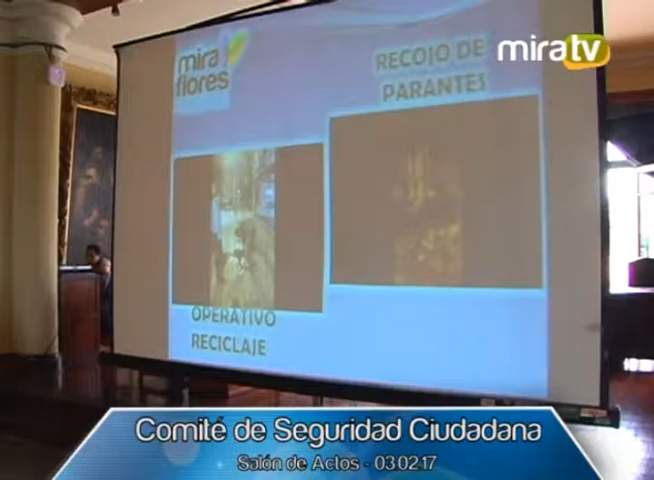 mira
flores
RECOJO DE
PARANTES
miratv
OPERATIVO
RECICLAJE
Comité de Seguridad Ciudadana
Salón de Actos - 03.02.17